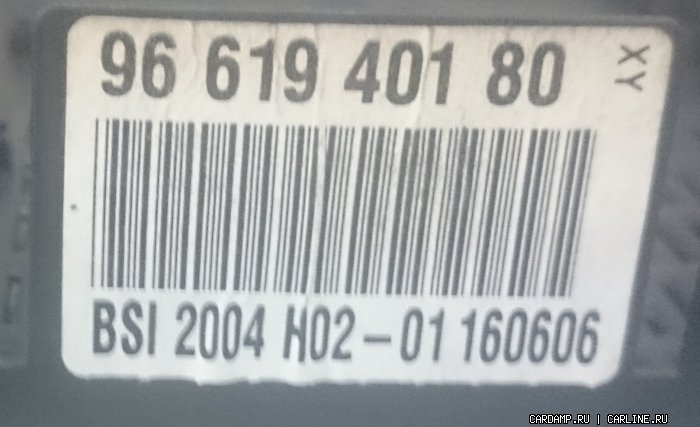 96 619 401 80
XY
BSI 2004 H02-01 160606
CARDAMP.RU | CARLINE.RU